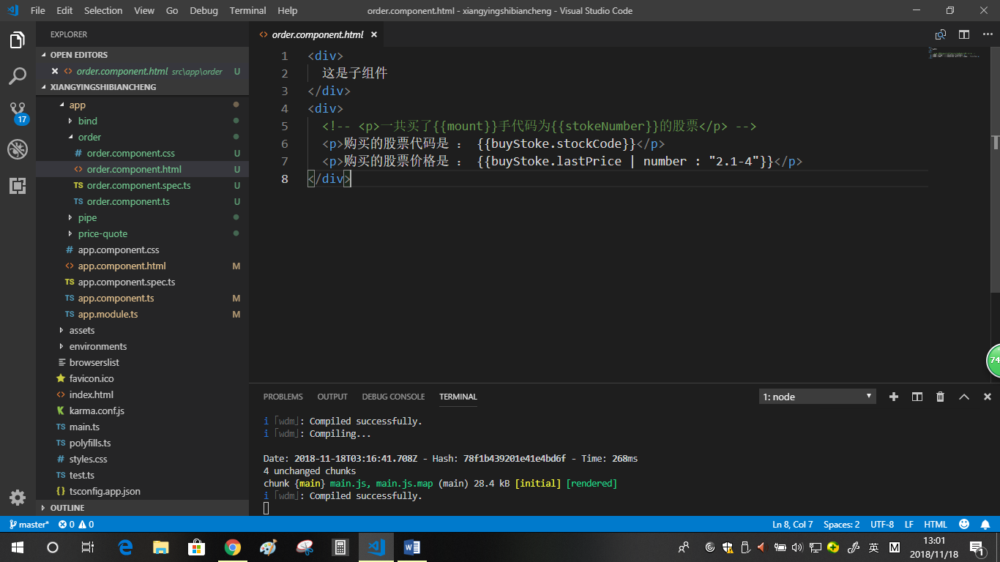 File Edit Selection View Go Debug Terminal Help
order.component.html - xiangyingshibiancheng - Visual Studio Code
EXPLORER
OPEN EDITORS
order.component.html src\app\order U
XIANGYINGSHIBIANCHENG
app
bind
order
order.component.css U
order.component.html U
TS order.component.spec.ts U
TS order.component.ts U
pipe
price-quote
app.component.css
app.component.html M
TS app.component.spec.ts
TS app.component.ts M
TS app.module.ts M
assets
environments
browserslist
favicon.ico
index.html
karma.conf.js
TS main.ts
TS polyfills.ts
styles.css
TS test.ts
tsconfig.app.json
OUTLINE
17
order.component.html
1 <div>
2 这是子组件
3 </div>
4 <div>
5 <!-- <p>一共买了{{mount}}手代码为{{stokeNumber}}的股票</p> -->
6 <p>购买的股票代码是 : {{buyStoke.stockCode}}</p>
7 <p>购买的股票价格是 : {{buyStoke.lastPrice | number : "2.1-4"}}</p>
8 </div>
74
PROBLEMS OUTPUT DEBUG CONSOLE TERMINAL
1: node
i ｢wdm｣: Compiled successfully.
i ｢wdm｣: Compiling...
Date: 2018-11-18T03:16:41.708Z - Hash: 78f1b439201e41e4bd6f - Time: 268ms
4 unchanged chunks
chunk {main} main.js, main.js.map (main) 28.4 kB [initial] [rendered]
i ｢wdm｣: Compiled successfully.
master* 0 0
Ln 8, Col 7 Spaces: 2 UTF-8 LF HTML
英 M
13:01
2018/11/18
1